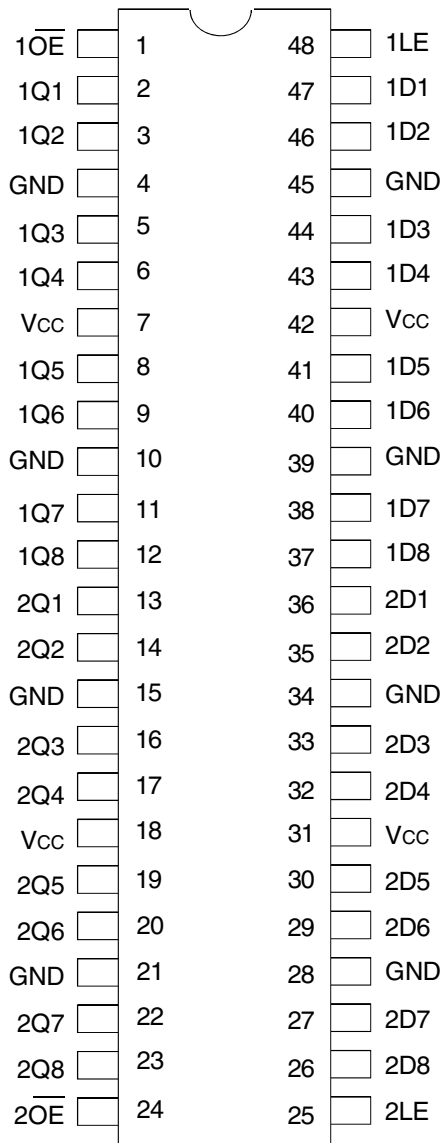 1O̅E̅ 1 48 1LE
1Q1 2 47 1D1
1Q2 3 46 1D2
GND 4 45 GND
1Q3 5 44 1D3
1Q4 6 43 1D4
VCC 7 42 VCC
1Q5 8 41 1D5
1Q6 9 40 1D6
GND 10 39 GND
1Q7 11 38 1D7
1Q8 12 37 1D8
2Q1 13 36 2D1
2Q2 14 35 2D2
GND 15 34 GND
2Q3 16 33 2D3
2Q4 17 32 2D4
VCC 18 31 VCC
2Q5 19 30 2D5
2Q6 20 29 2D6
GND 21 28 GND
2Q7 22 27 2D7
2Q8 23 26 2D8
2O̅E̅ 24 25 2LE